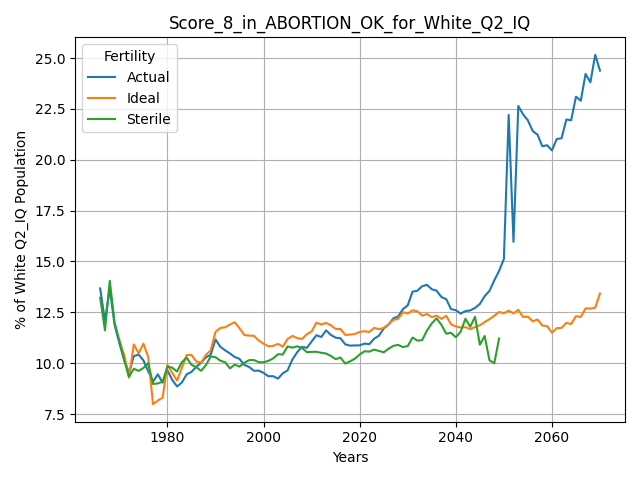 Score_8_in_ABORTION_OK_for_White_Q2_IQ
Fertility
Actual
Ideal
Sterile
% of White Q2_IQ Population
25.0
22.5
20.0
17.5
15.0
12.5
10.0
7.5
1980
2000
2020
2040
2060
Years